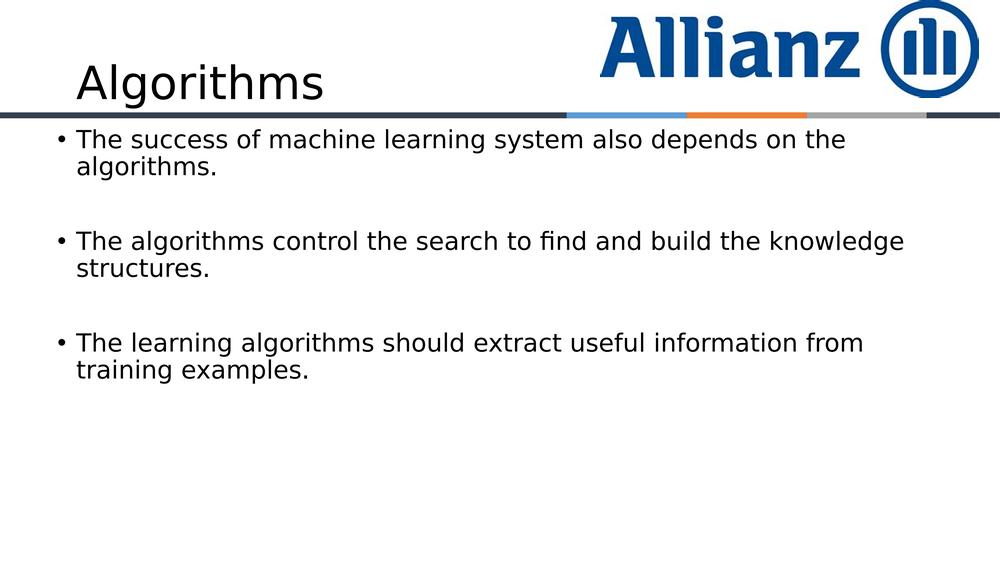 Allianz
Algorithms
• The success of machine learning system also depends on the
algorithms.
• The algorithms control the search to find and build the knowledge
structures.
• The learning algorithms should extract useful information from
training examples.